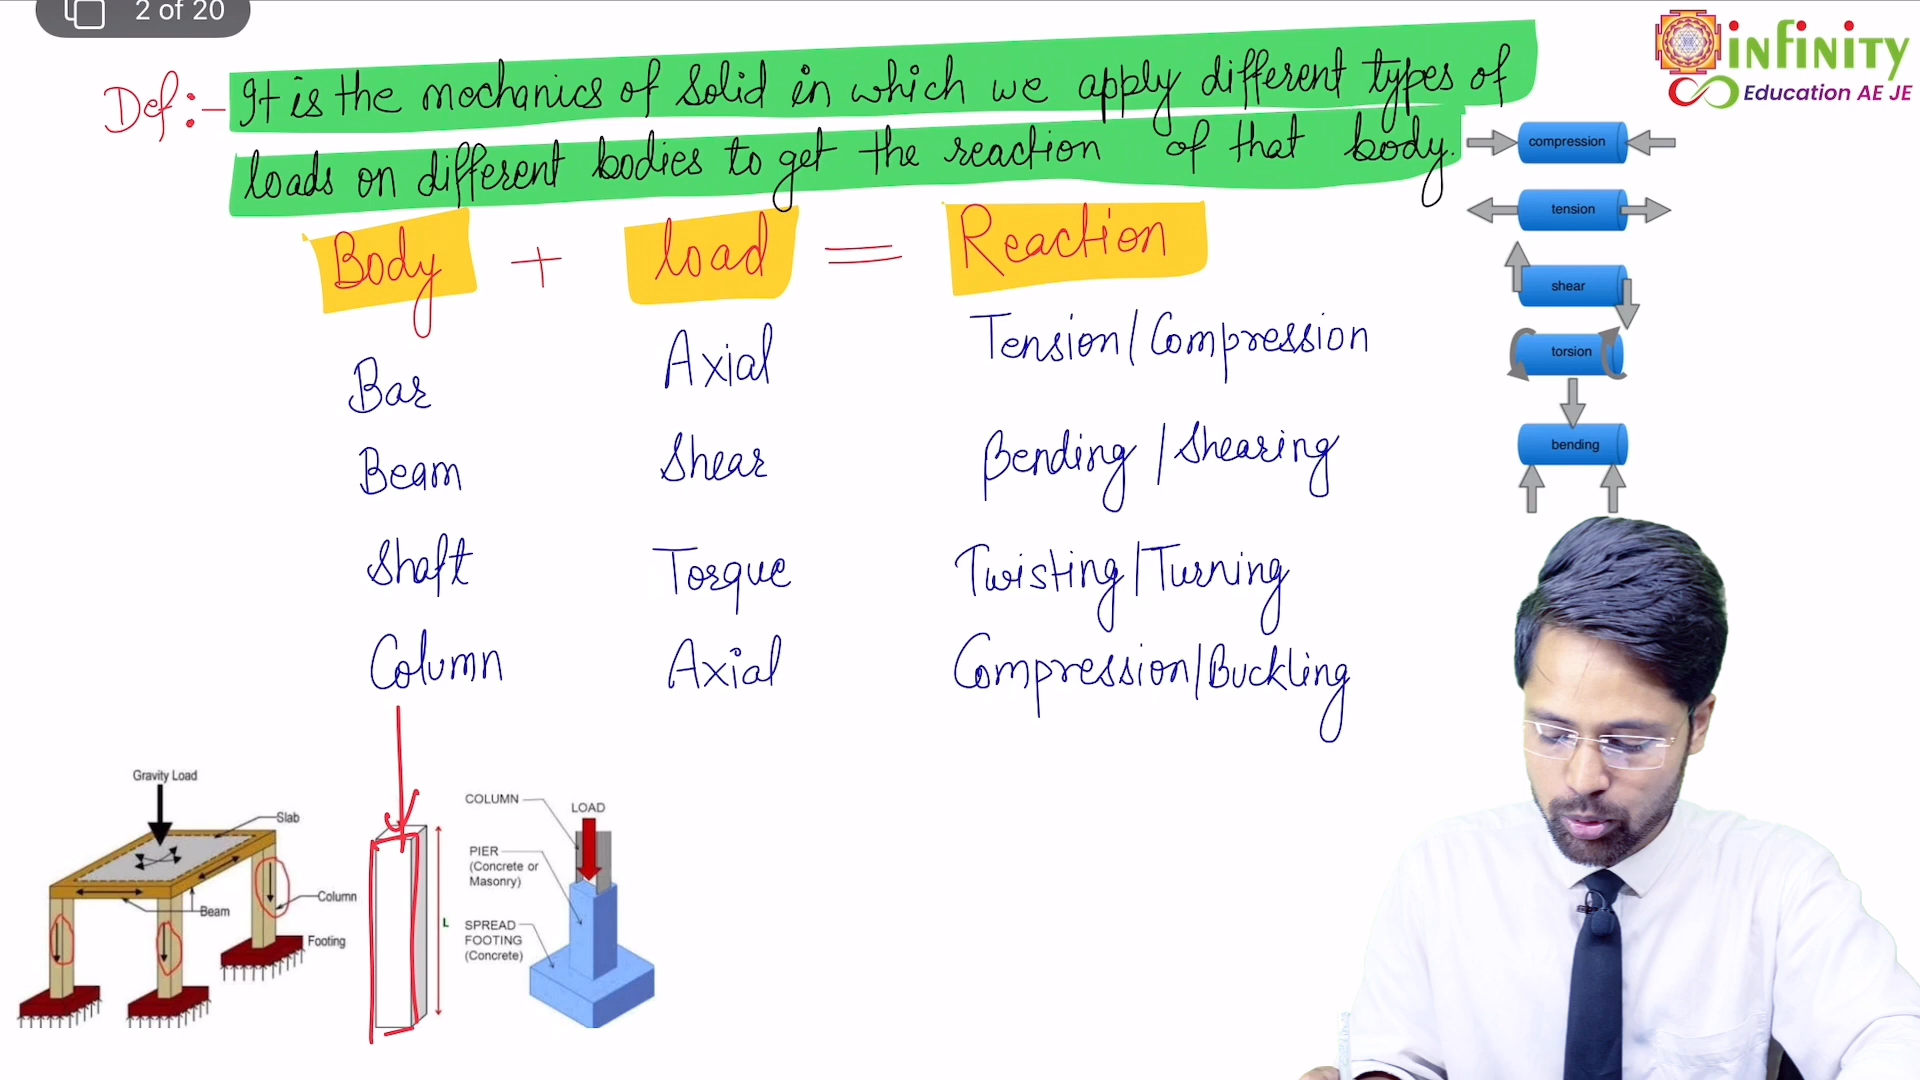 2 of 20
infinity
Education AE JE
Def:- It is the mechanics of Solid in which we apply different types of
loads on different bodies to get the reaction of that body.
Body + load = Reaction
Bar Axial Tension/Compression
Beam Shear Bending/Shearing
Shaft Torque Twisting/Turning
Column Axial Compression/Buckling
compression
tension
shear
torsion
bending
Gravity Load
Slab
Column
Beam
Footing
L
COLUMN
LOAD
PIER
(Concrete or
Masonry)
SPREAD
FOOTING
(Concrete)